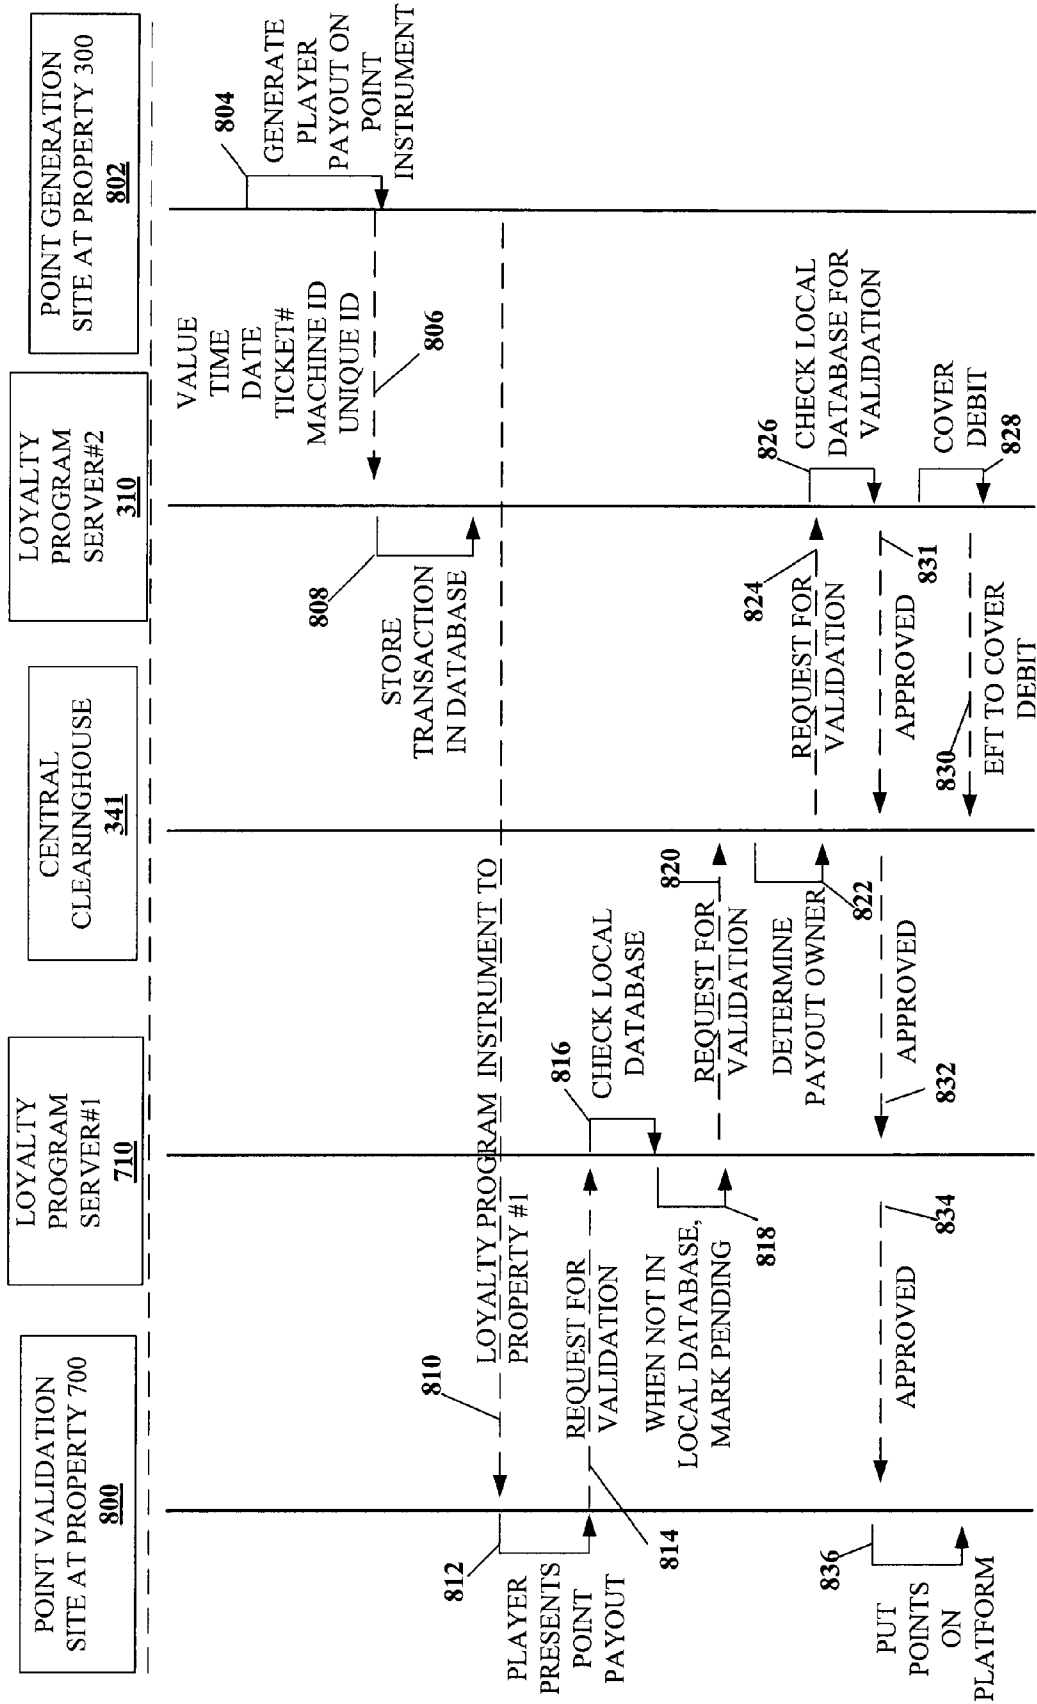 POINT VALIDATION
SITE AT PROPERTY 700
800
LOYALTY
PROGRAM
SERVER#1
710
CENTRAL
CLEARINGHOUSE
341
LOYALTY
PROGRAM
SERVER#2
310
POINT GENERATION
SITE AT PROPERTY 300
802
804
GENERATE
PLAYER
PAYOUT ON
POINT
INSTRUMENT
VALUE
TIME
DATE
TICKET#
MACHINE ID
UNIQUE ID
806
808
STORE
TRANSACTION
IN DATABASE
810
LOYALTY PROGRAM INSTRUMENT TO
PROPERTY #1
812
PLAYER
PRESENTS
POINT
PAYOUT
814
REQUEST FOR
VALIDATION
816
CHECK LOCAL
DATABASE
818
WHEN NOT IN
LOCAL DATABASE,
MARK PENDING
820
REQUEST FOR
VALIDATION
822
DETERMINE
PAYOUT OWNER
824
REQUEST FOR
VALIDATION
826
CHECK LOCAL
DATABASE FOR
VALIDATION
831
APPROVED
COVER
DEBIT
828
830
EFT TO COVER
DEBIT
832
APPROVED
834
APPROVED
836
PUT
POINTS
ON
PLATFORM